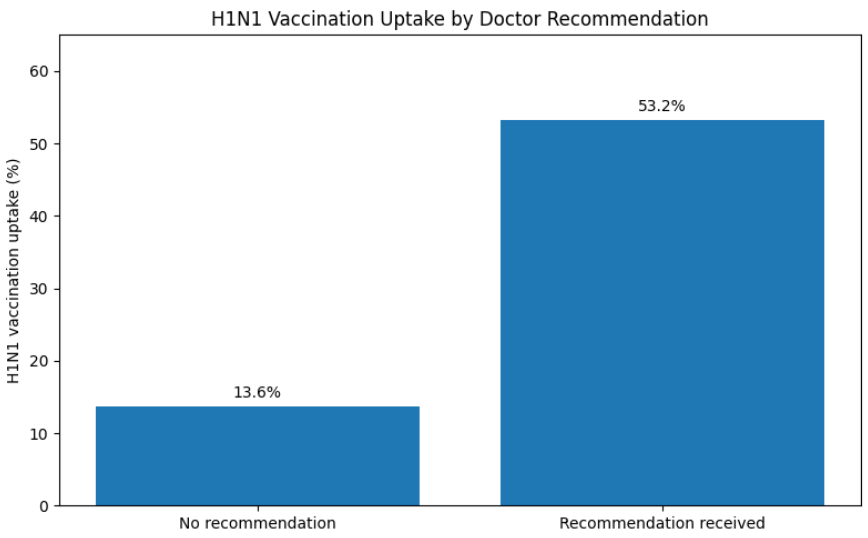 H1N1 Vaccination Uptake by Doctor Recommendation
H1N1 vaccination uptake (%)
60
50
40
30
20
10
0
13.6%
53.2%
No recommendation
Recommendation received